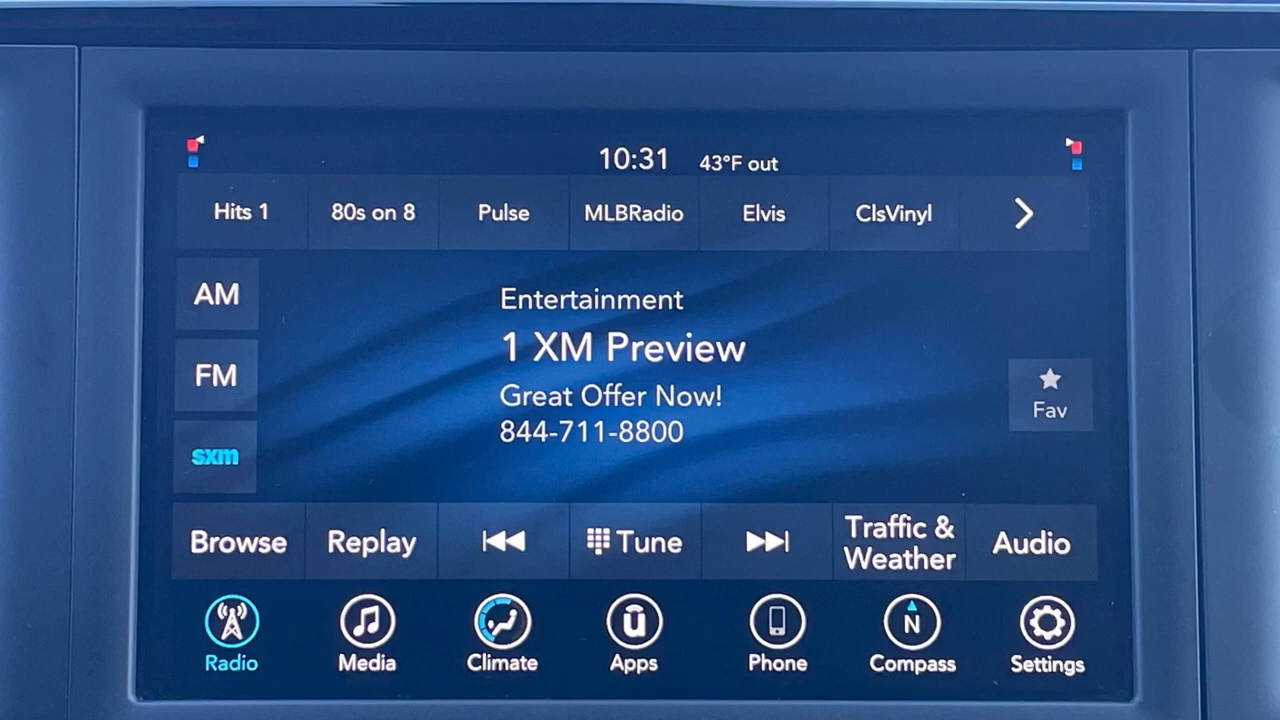 10:31 43°F out
Hits 1 80s on 8 Pulse MLBRadio Elvis ClsVinyl
AM
Entertainment
1 XM Preview
FM
Great Offer Now!
Fav
844-711-8800
sxm
Browse Replay Tune Traffic & Weather Audio
N
Radio Media Climate Apps Phone Compass Settings